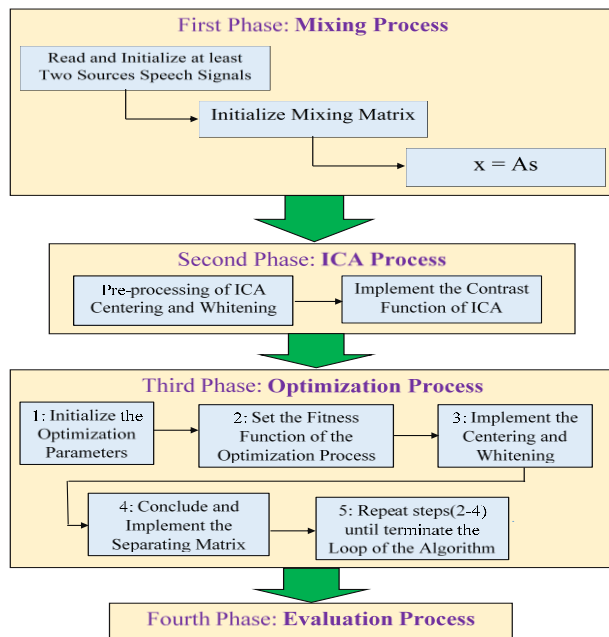 First Phase: Mixing Process
Read and Initialize at least
Two Sources Speech Signals
Initialize Mixing Matrix
x = As
Second Phase: ICA Process
Pre-processing of ICA
Centering and Whitening
Implement the Contrast
Function of ICA
Third Phase: Optimization Process
1: Initialize the
Optimization
Parameters
2: Set the Fitness
Function of the
Optimization Process
3: Implement the
Centering and
Whitening
4: Conclude and
Implement the
Separating Matrix
5: Repeat steps(2-4)
until terminate the
Loop of the Algorithm
Fourth Phase: Evaluation Process